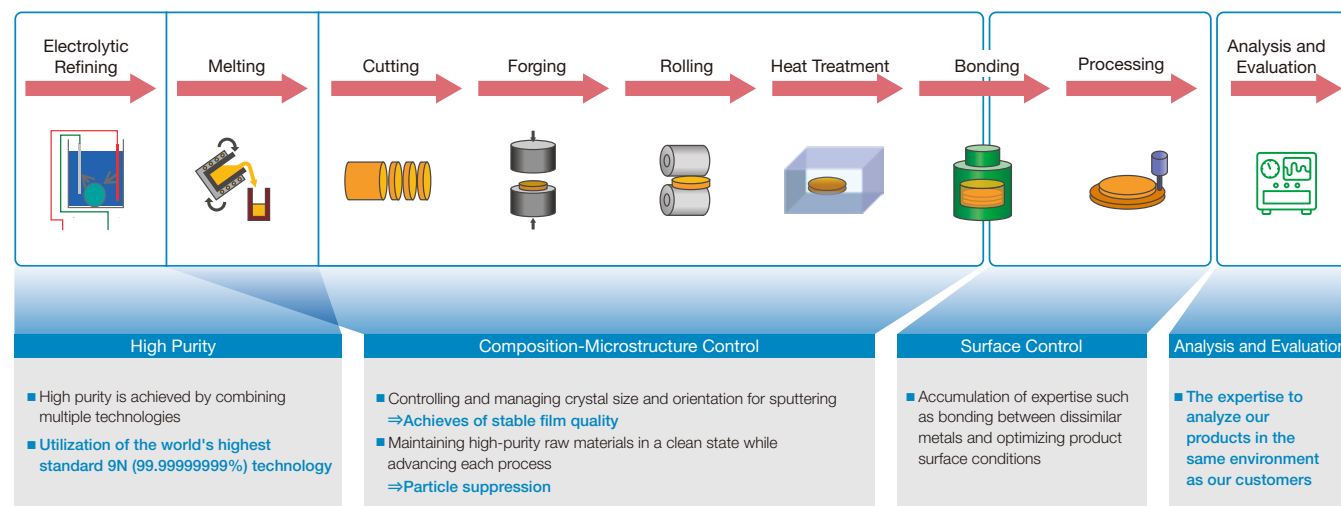 Electrolytic
Refining
Melting
Cutting
Forging
Rolling
Heat Treatment
Bonding
Processing
Analysis and
Evaluation
High Purity
■ High purity is achieved by combining
multiple technologies
■ Utilization of the world's highest
standard 9N (99.99999999%) technology
Composition-Microstructure Control
■ Controlling and managing crystal size and orientation for sputtering
⇒Achieves of stable film quality
■ Maintaining high-purity raw materials in a clean state while
advancing each process
⇒Particle suppression
Surface Control
■ Accumulation of expertise such
as bonding between dissimilar
metals and optimizing product
surface conditions
Analysis and Evaluation
■ The expertise to
analyze our
products in the
same environment
as our customers